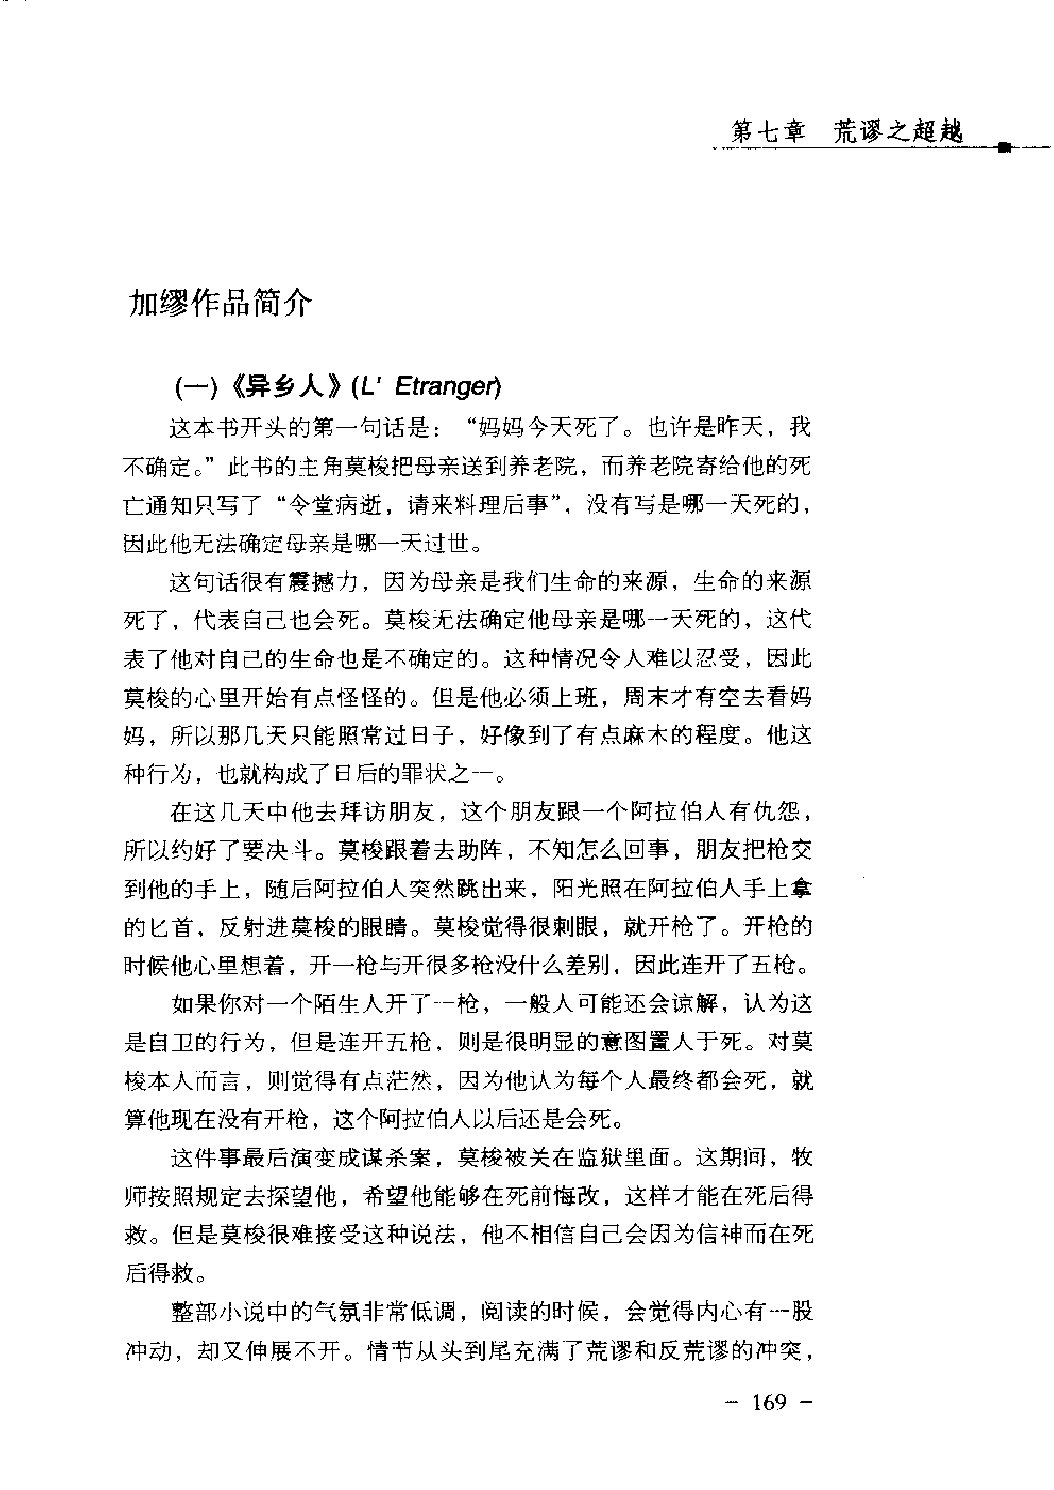 第七章　荒谬之超越
加缪作品简介
(一)《异乡人》(L' Etranger)
这本书开头的第一句话是：“妈妈今天死了。也许是昨天，我
不确定。”此书的主角莫梭把母亲送到养老院，而养老院寄给他的死
亡通知只写了“令堂病逝，请来料理后事”，没有写是哪一天死的，
因此他无法确定母亲是哪一天过世。
这句话很有震撼力，因为母亲是我们生命的来源，生命的来源
死了，代表自己也会死。莫梭无法确定他母亲是哪一天死的，这代
表了他对自己的生命也是不确定的。这种情况令人难以忍受，因此
莫梭的心里开始有点怪怪的。但是他必须上班，周末才有空去看妈
妈，所以那几天只能照常过日子，好像到了有点麻木的程度。他这
种行为，也就构成了日后的罪状之一。
在这几天中他去拜访朋友，这个朋友跟一个阿拉伯人有仇怨，
所以约好了要决斗。莫梭跟着去助阵，不知怎么回事，朋友把枪交
到他的手上，随后阿拉伯人突然跳出来，阳光照在阿拉伯人手上拿
的匕首，反射进莫梭的眼睛。莫梭觉得很刺眼，就开枪了。开枪的
时候他心里想着，开一枪与开很多枪没什么差别，因此连开了五枪。
如果你对一个陌生人开了一枪，一般人可能还会谅解，认为这
是自卫的行为，但是连开五枪，则是很明显的意图置人于死。对莫
梭本人而言，则觉得有点茫然，因为他认为每个人最终都会死，就
算他现在没有开枪，这个阿拉伯人以后还是会死。
这件事最后演变成谋杀案，莫梭被关在监狱里面。这期间，牧
师按照规定去探望他，希望他能够在死前悔改，这样才能在死后得
救。但是莫梭很难接受这种说法，他不相信自己会因为信神而在死
后得救。
整部小说中的气氛非常低调，阅读的时候，会觉得内心有一股
冲动，却又伸展不开。情节从头到尾充满了荒谬和反荒谬的冲突，
- 169 -